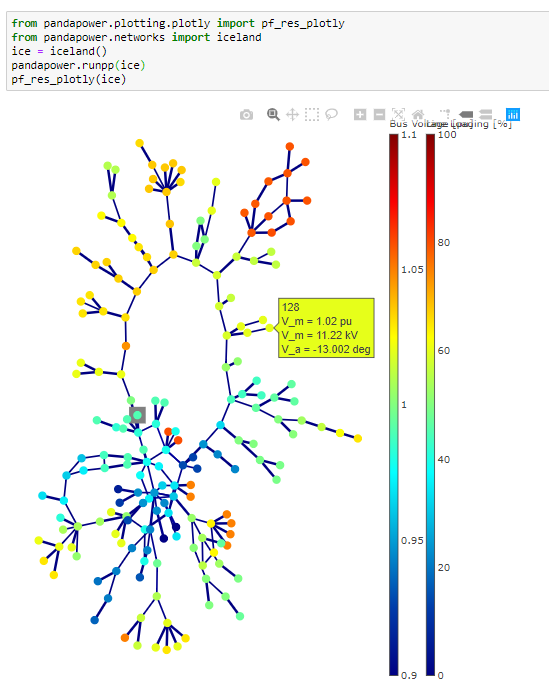 from pandapower.plotting.plotly import pf_res_plotly
from pandapower.networks import iceland
ice = iceland()
pandapower.runpp(ice)
pf_res_plotly(ice)
Bus Voltage [pu]
Line Loading [%]
1.1
100
80
1.05
128
V_m = 1.02 pu
V_m = 11.22 kV
V_a = -13.002 deg
60
1
40
0.95
20
0.9
0